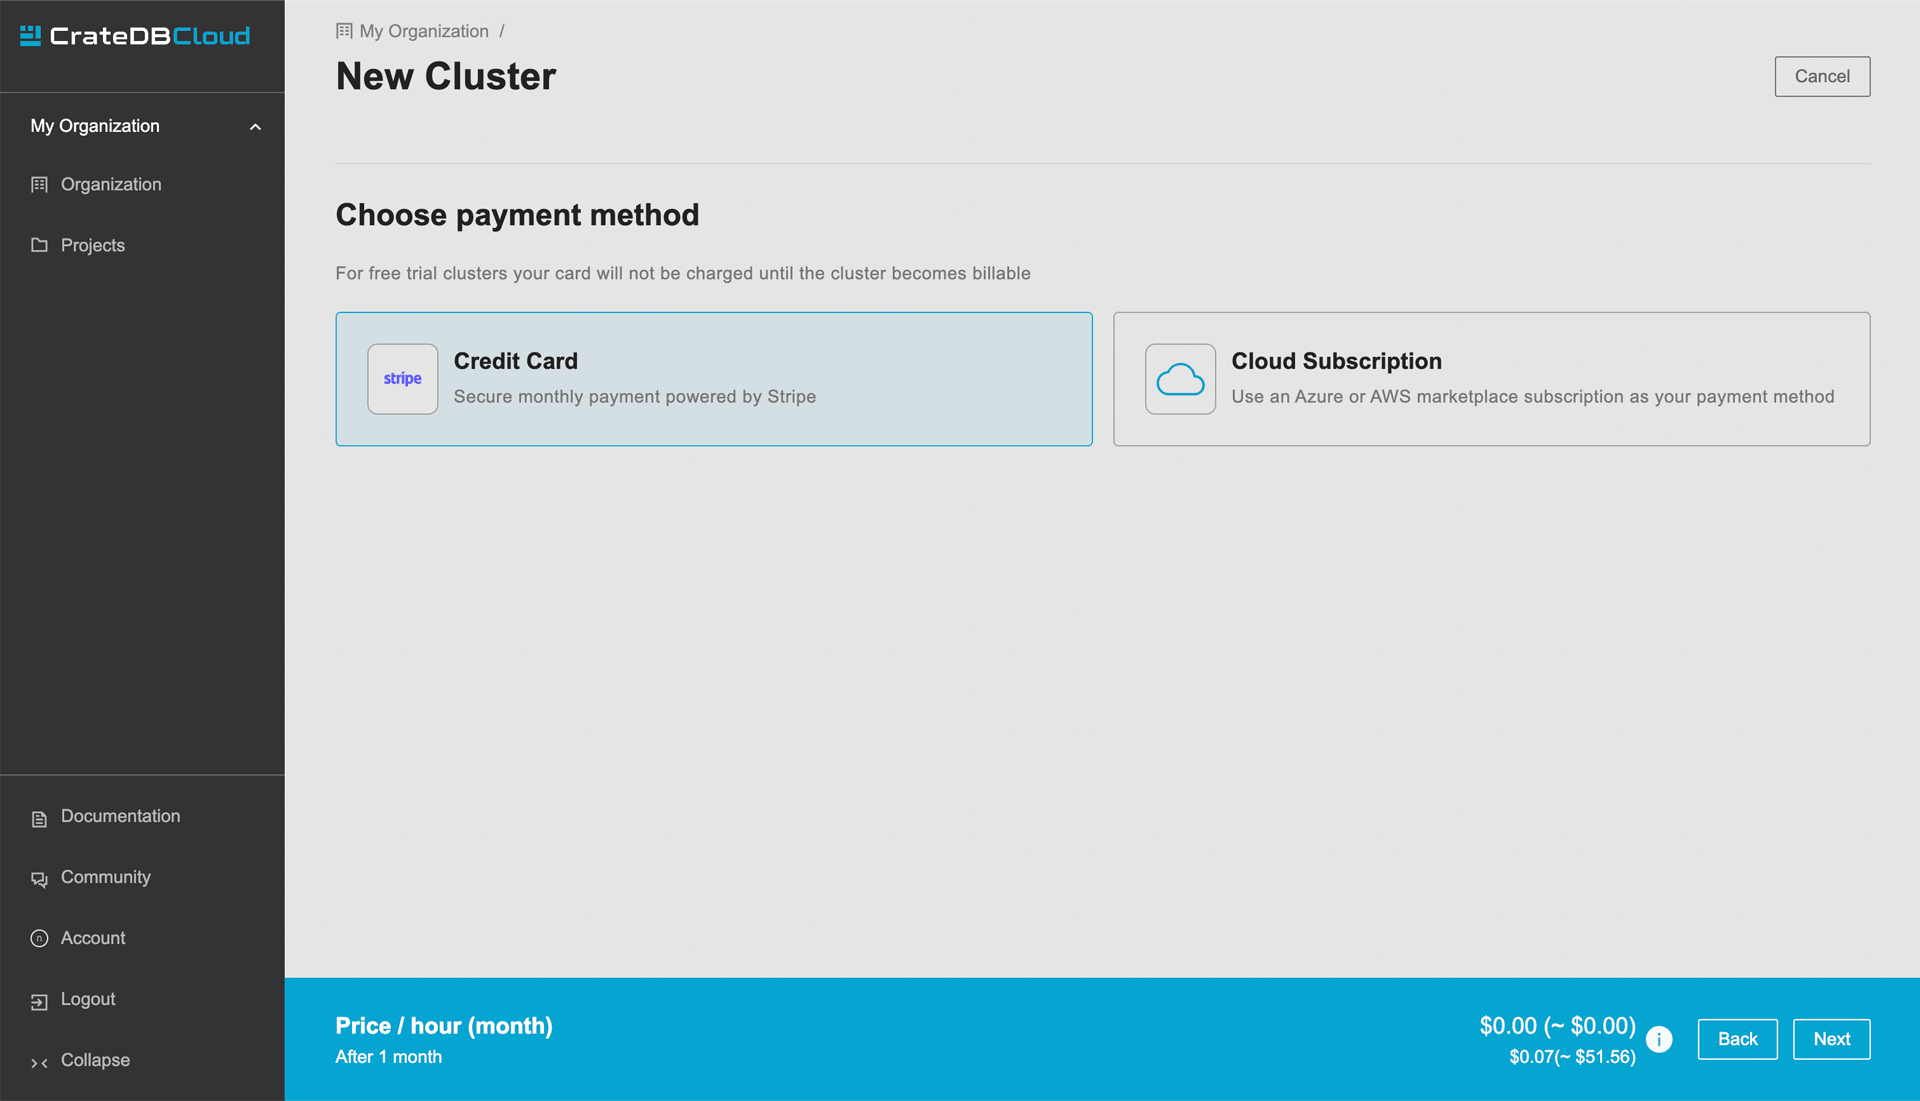 CrateDBCloud
My Organization
Organization
Projects
Documentation
Community
Account
Logout
Collapse
My Organization /
New Cluster
Cancel
Choose payment method
For free trial clusters your card will not be charged until the cluster becomes billable
stripe
Credit Card
Secure monthly payment powered by Stripe
Cloud Subscription
Use an Azure or AWS marketplace subscription as your payment method
Price / hour (month)
After 1 month
$0.00 (~ $0.00)
$0.07(~ $51.56)
Back
Next